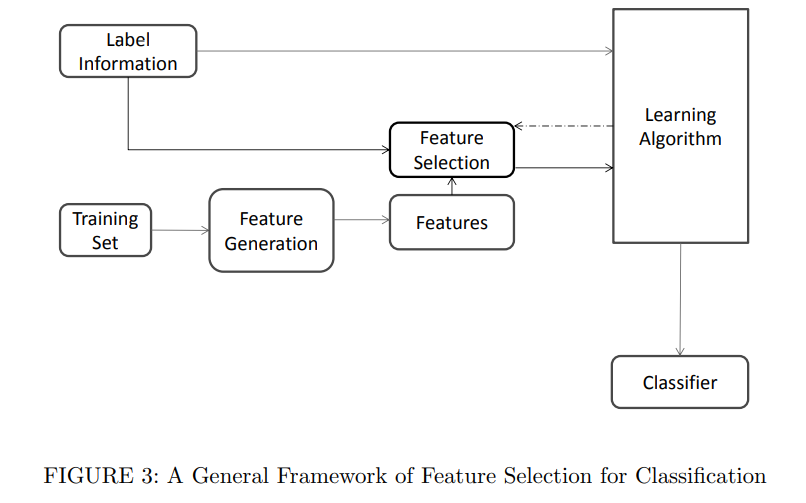 Label
Information
Learning
Algorithm
Feature
Selection
Training
Set
Feature
Generation
Features
Classifier
FIGURE 3: A General Framework of Feature Selection for Classification